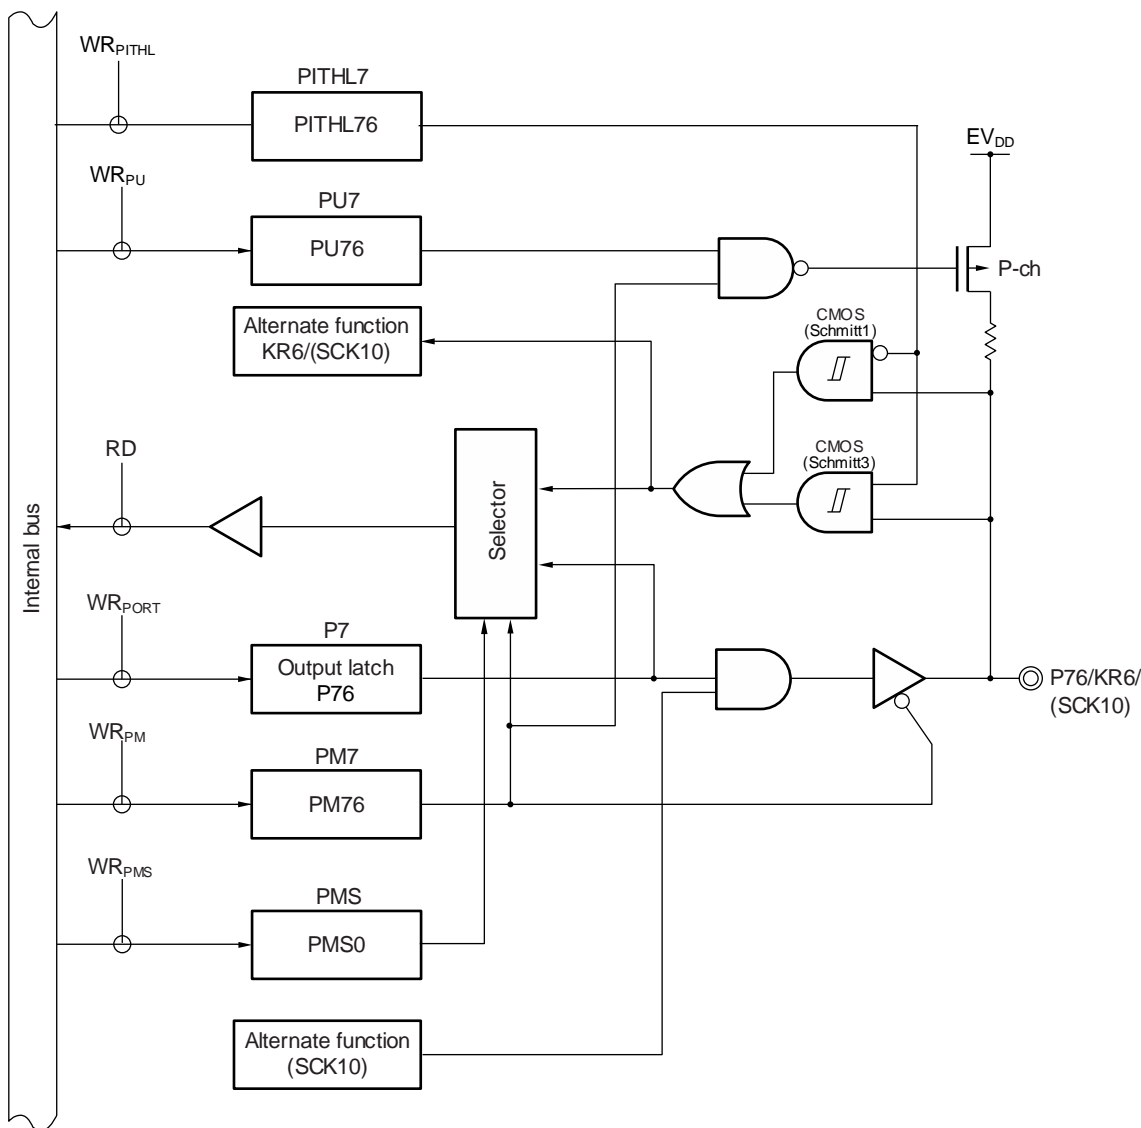 WRPITHL
PITHL7
PITHL76
EVDD
WRPU
PU7
PU76
P-ch
Alternate function
KR6/(SCK10)
CMOS
(Schmitt1)
RD
CMOS
(Schmitt3)
Selector
Internal bus
WRPORT
P7
Output latch
P76
P76/KR6/
(SCK10)
WRPM
PM7
PM76
WRPMS
PMS
PMS0
Alternate function
(SCK10)